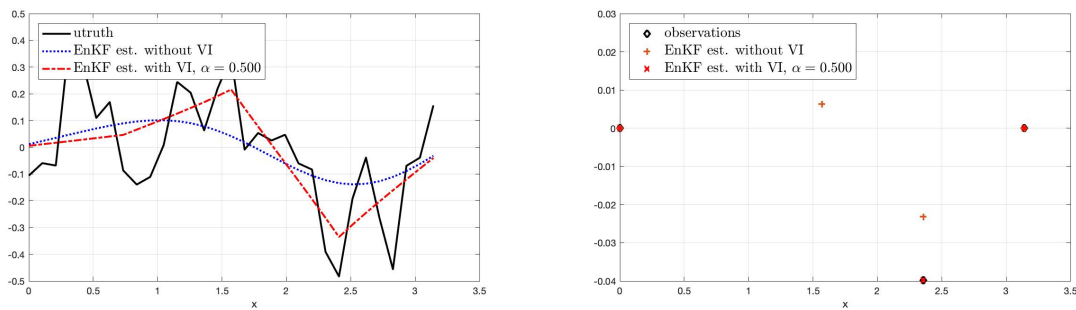 0.5
0.4
0.3
0.2
0.1
0
-0.1
-0.2
-0.3
-0.4
-0.5
utruth
EnKF est. without VI
EnKF est. with VI, α = 0.500
0 0.5 1 1.5 2 2.5 3 3.5
x
0.03
0.02
0.01
0
-0.01
-0.02
-0.03
-0.04
observations
EnKF est. without VI
EnKF est. with VI, α = 0.500
0 0.5 1 1.5 2 2.5 3 3.5
x